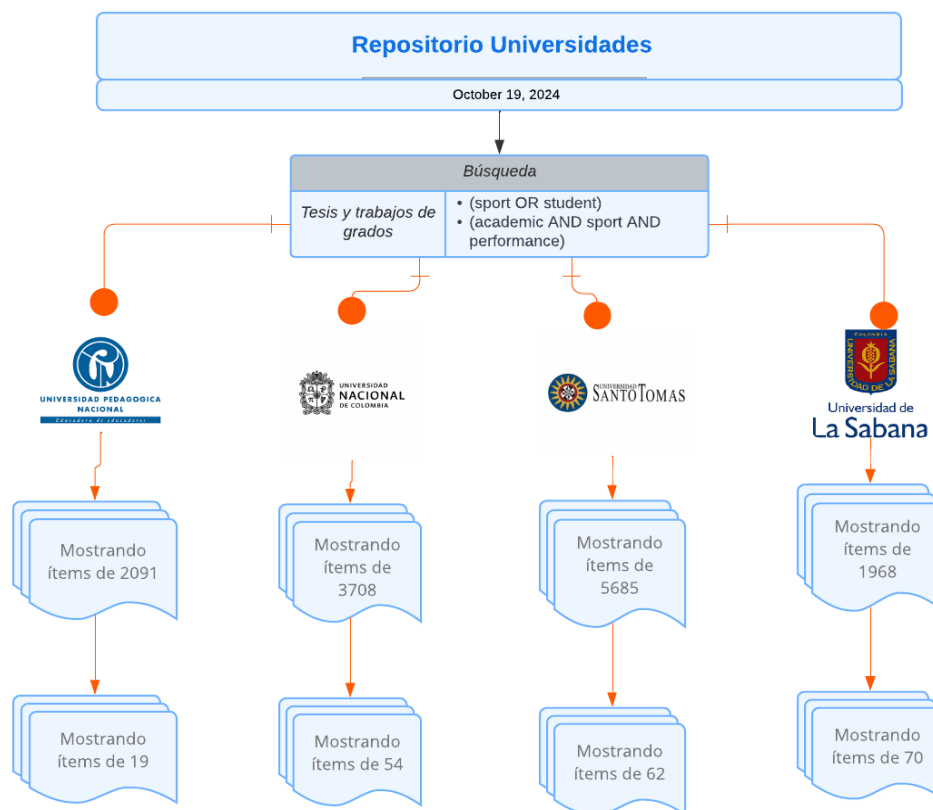 Repositorio Universidades
October 19, 2024
Búsqueda
Tesis y trabajos de
grados
• (sport OR student)
• (academic AND sport AND
performance)
UNIVERSIDAD PEDAGOGICA
NACIONAL
Educadora de educadores
UNIVERSIDAD
NACIONAL
DE COLOMBIA
UNIVERSIDAD
SANTO TOMAS
COLOMBIA
UNIVERSIDAD DE LA SABANA
Universidad de
La Sabana
Mostrando
ítems de 2091
Mostrando
ítems de
3708
Mostrando
ítems de
5685
Mostrando
ítems de
1968
Mostrando
ítems de 19
Mostrando
ítems de 54
Mostrando
ítems de 62
Mostrando
ítems de 70